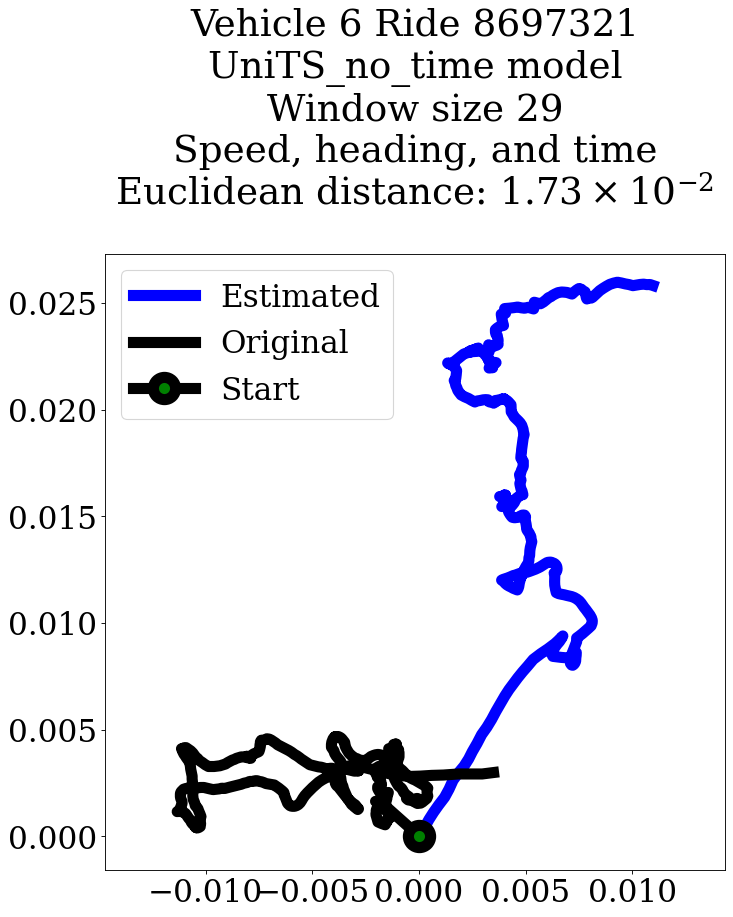 Vehicle 6 Ride 8697321
UniTS_no_time model
Window size 29
Speed, heading, and time
Euclidean distance: 1.73 × 10⁻²
Estimated
Original
Start
0.025
0.020
0.015
0.010
0.005
0.000
−0.010 −0.005 0.000 0.005 0.010